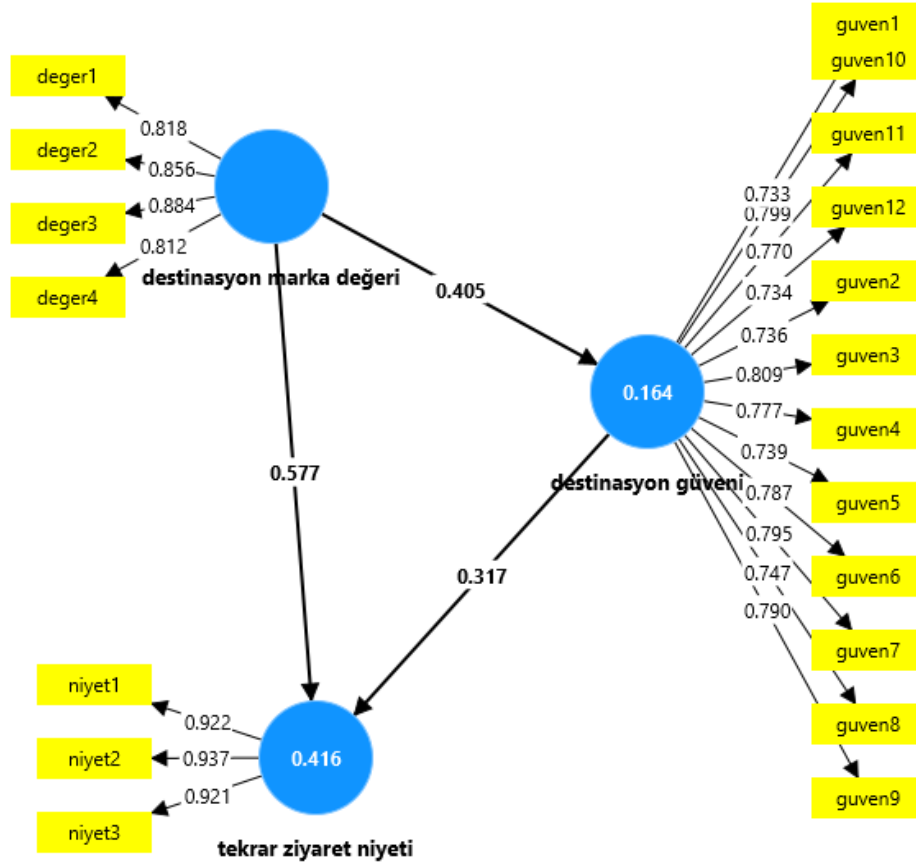 deger1
deger2
deger3
deger4
0.818
0.856
0.884
0.812
destinasyon marka değeri
0.405
0.577
0.317
0.164
destinasyon güveni
guven1
guven10
guven11
guven12
guven2
guven3
guven4
guven5
guven6
guven7
guven8
guven9
0.733
0.799
0.770
0.734
0.736
0.809
0.777
0.739
0.787
0.795
0.747
0.790
niyet1
niyet2
niyet3
0.922
0.937
0.921
0.416
tekrar ziyaret niyeti